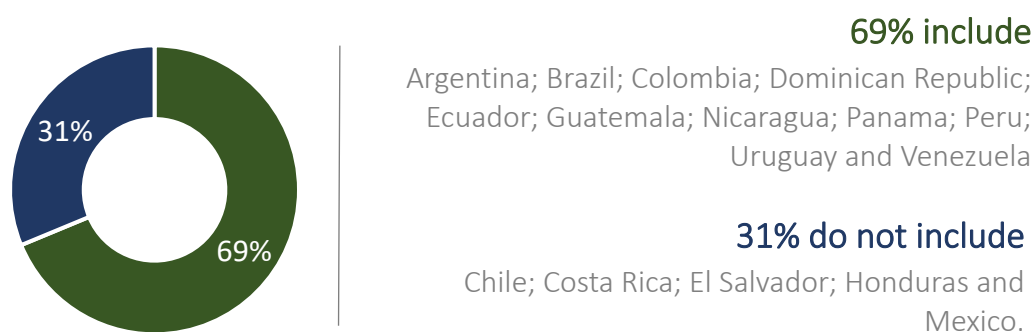 31%
69%
69% include
Argentina; Brazil; Colombia; Dominican Republic;
Ecuador; Guatemala; Nicaragua; Panama; Peru;
Uruguay and Venezuela
31% do not include
Chile; Costa Rica; El Salvador; Honduras and
Mexico.